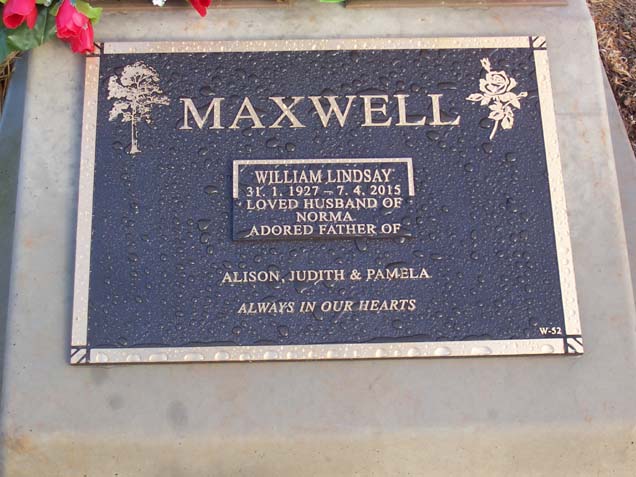 MAXWELL
WILLIAM LINDSAY
31. 1. 1927 – 7. 4. 2015
LOVED HUSBAND OF
NORMA.
ADORED FATHER OF
ALISON, JUDITH & PAMELA
ALWAYS IN OUR HEARTS
W-52